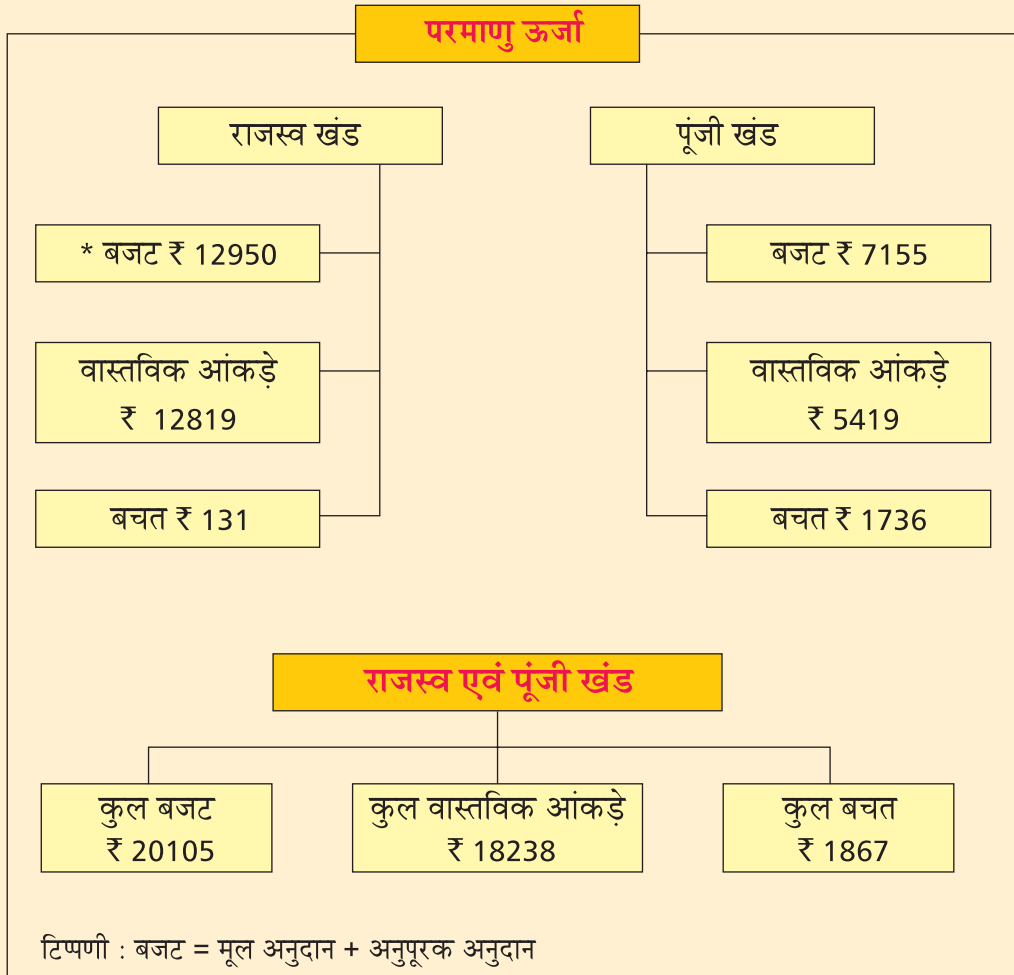 परमाणु ऊर्जा
राजस्व खंड
* बजट ₹ 12950
वास्तविक आंकड़े
₹ 12819
बचत ₹ 131
पूंजी खंड
बजट ₹ 7155
वास्तविक आंकड़े
₹ 5419
बचत ₹ 1736
राजस्व एवं पूंजी खंड
कुल बजट
₹ 20105
कुल वास्तविक आंकड़े
₹ 18238
कुल बचत
₹ 1867
टिप्पणी : बजट = मूल अनुदान + अनुपूरक अनुदान